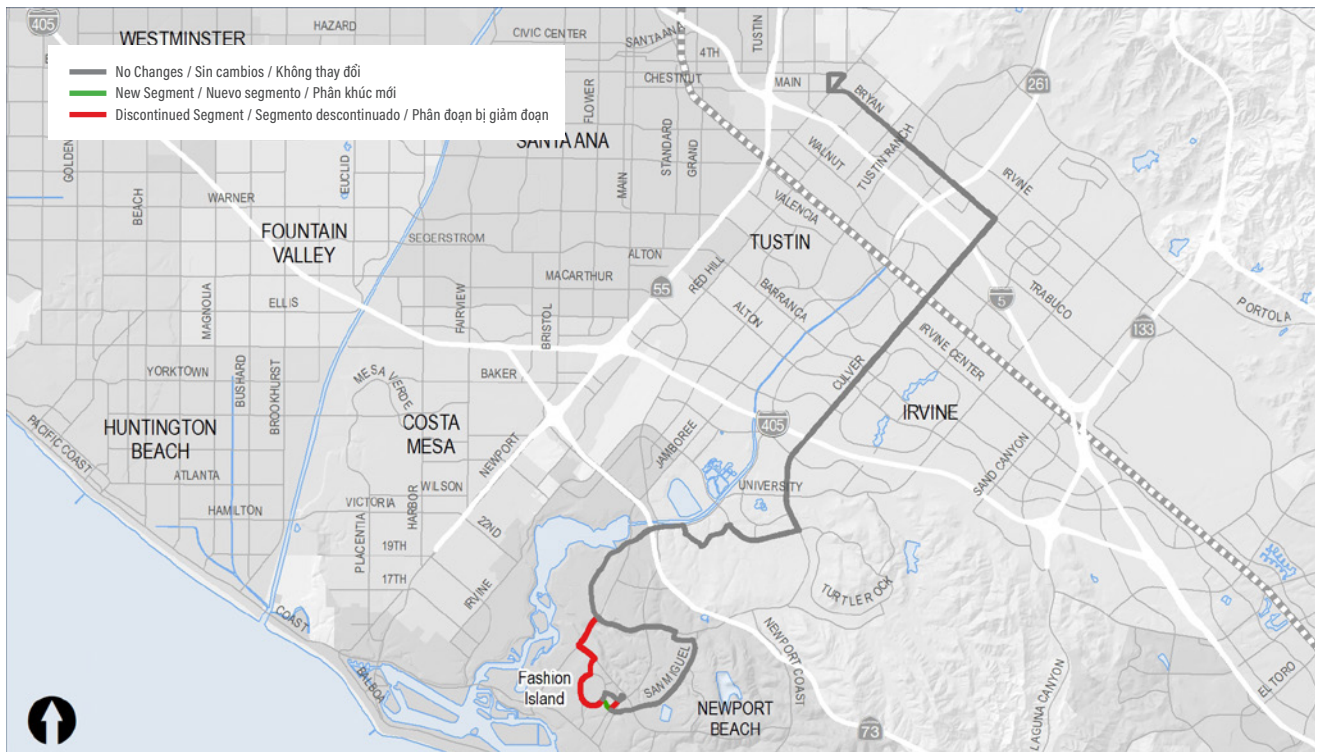 405
WESTMINSTER
HAZARD
CIVIC CENTER
SANTA ANA
TUSTIN
4TH
No Changes / Sin cambios / Không thay đổi
New Segment / Nuevo segmento / Phân khúc mới
Discontinued Segment / Segmento descontinuado / Phân đoạn bị giảm đoạn
CHESTNUT
MAIN
BRYAN
261
FLOWER
SANTA ANA
STANDARD
GRAND
MAIN
WALNUT
TUSTIN RANCH
IRVINE
GOLDEN
BEACH
WARNER
EUCLID
VALENCIA
FOUNTAIN
VALLEY
SEGERSTROM
ALTON
TUSTIN
MACARTHUR
RED HILL
55
BARRANCA
ALTON
TRABUCO
5
PORTOLA
133
MAGNOLIA
ELLIS
FAIRVIEW
BRISTOL
IRVINE CENTER
YORKTOWN
BUSHARD
BROOKHURST
MESA VERDE
BAKER
CULVER
IRVINE
PACIFIC COAST
HUNTINGTON
BEACH
COSTA
MESA
NEWPORT
JAMBOREE
405
SAND CANYON
ATLANTA
WILSON
UNIVERSITY
HAMILTON
VICTORIA
HARBOR
PLACENTIA
22ND
19TH
17TH
IRVINE
TURTLE ROCK
COAST
BALBOA
NEWPORT COAST
SAN MIGUEL
Fashion
Island
NEWPORT
BEACH
73
LAGUNA CANYON
EL TORO